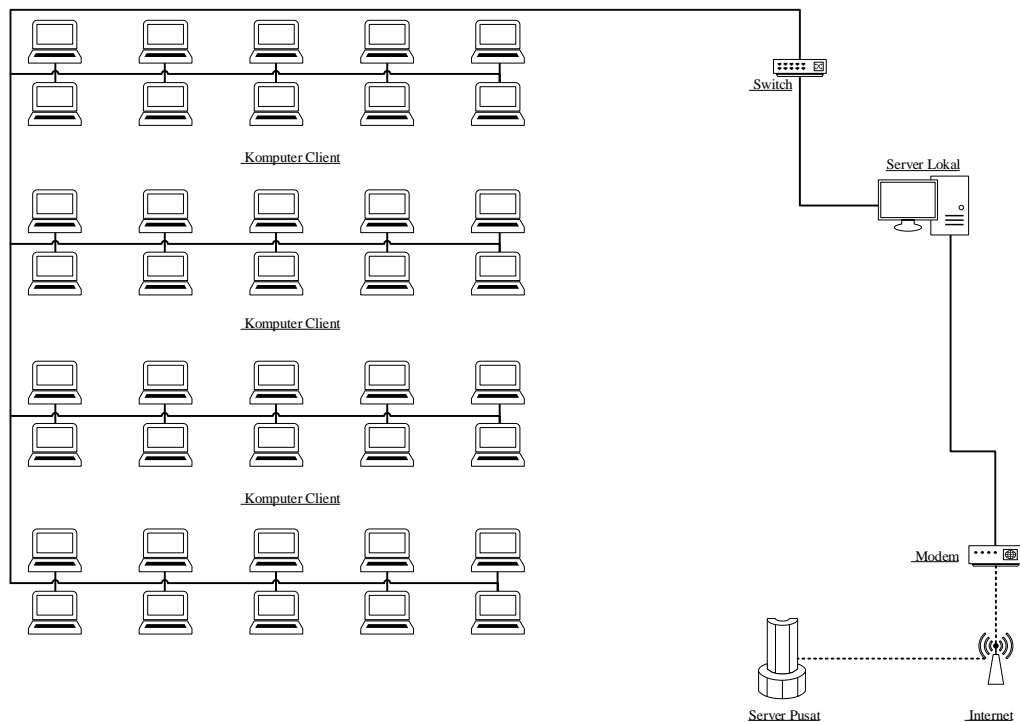 Switch
Komputer Client
Server Lokal
Komputer Client
Komputer Client
Modem
Server Pusat
Internet